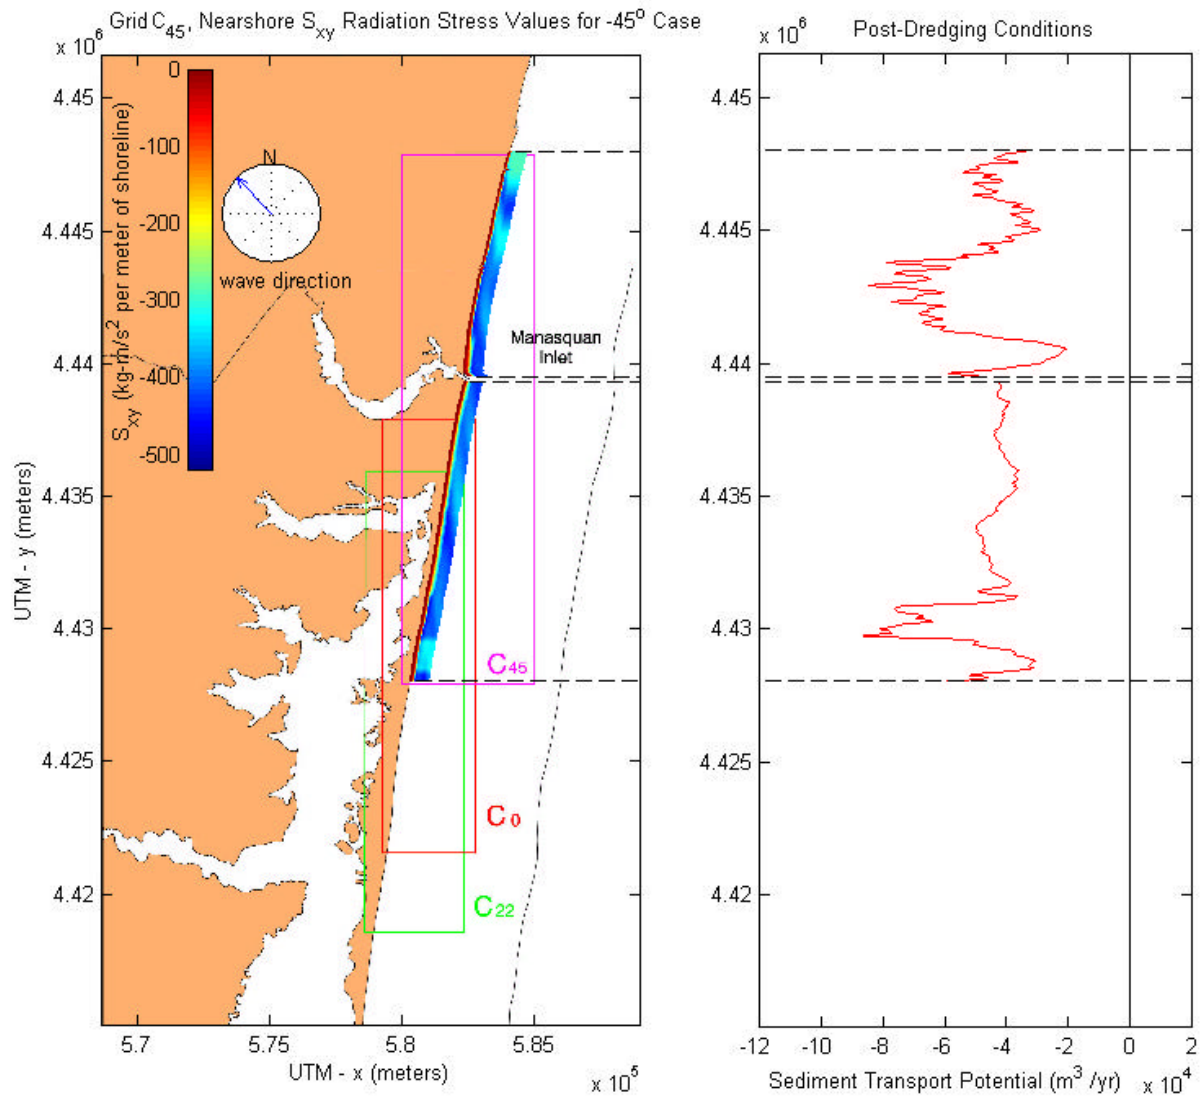 Grid C45, Nearshore Sxy Radiation Stress Values for -45° Case
x 10^6
4.45
4.445
4.44
4.435
4.43
4.425
4.42
UTM - y (meters)
0
-100
-200
-300
-400
-500
Sxy (kg-m/s² per meter of shoreline)
N
wave direction
Manasquan
Inlet
C45
C0
C22
5.7
5.75
5.8
5.85
UTM - x (meters)
x 10^5
Post-Dredging Conditions
x 10^6
4.45
4.445
4.44
4.435
4.43
4.425
4.42
-12
-10
-8
-6
-4
-2
0
2
Sediment Transport Potential (m³ /yr)
x 10^4